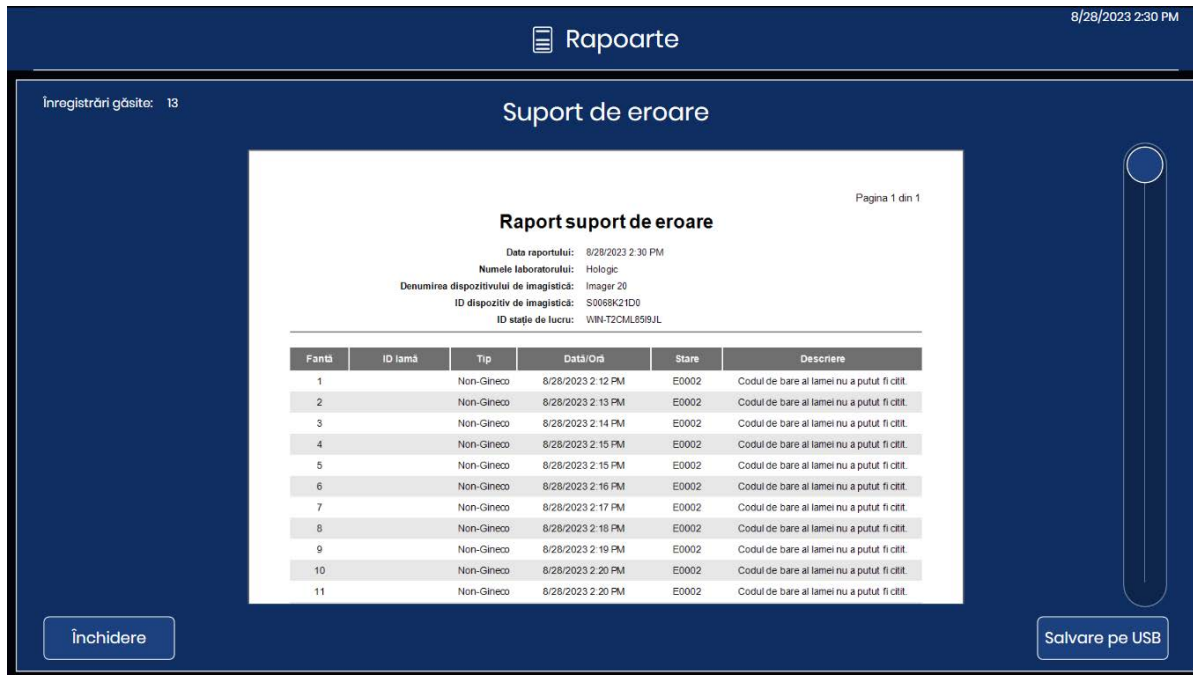 8/28/2023 2:30 PM
Rapoarte
Înregistrări găsite: 13
Suport de eroare
Pagina 1 din 1
Raport suport de eroare
Data raportului: 8/28/2023 2:30 PM
Numele laboratorului: Hologic
Denumirea dispozitivului de imagistică: Imager 20
ID dispozitiv de imagistică: S0068K21D0
ID stație de lucru: WIN-T2CML85I9JL
Fantă ID lamă Tip Dată/Oră Stare Descriere
1 Non-Gineco 8/28/2023 2:12 PM E0002 Codul de bare al lamei nu a putut fi citit.
2 Non-Gineco 8/28/2023 2:13 PM E0002 Codul de bare al lamei nu a putut fi citit.
3 Non-Gineco 8/28/2023 2:14 PM E0002 Codul de bare al lamei nu a putut fi citit.
4 Non-Gineco 8/28/2023 2:15 PM E0002 Codul de bare al lamei nu a putut fi citit.
5 Non-Gineco 8/28/2023 2:15 PM E0002 Codul de bare al lamei nu a putut fi citit.
6 Non-Gineco 8/28/2023 2:16 PM E0002 Codul de bare al lamei nu a putut fi citit.
7 Non-Gineco 8/28/2023 2:17 PM E0002 Codul de bare al lamei nu a putut fi citit.
8 Non-Gineco 8/28/2023 2:18 PM E0002 Codul de bare al lamei nu a putut fi citit.
9 Non-Gineco 8/28/2023 2:19 PM E0002 Codul de bare al lamei nu a putut fi citit.
10 Non-Gineco 8/28/2023 2:20 PM E0002 Codul de bare al lamei nu a putut fi citit.
11 Non-Gineco 8/28/2023 2:20 PM E0002 Codul de bare al lamei nu a putut fi citit.
Închidere
Salvare pe USB